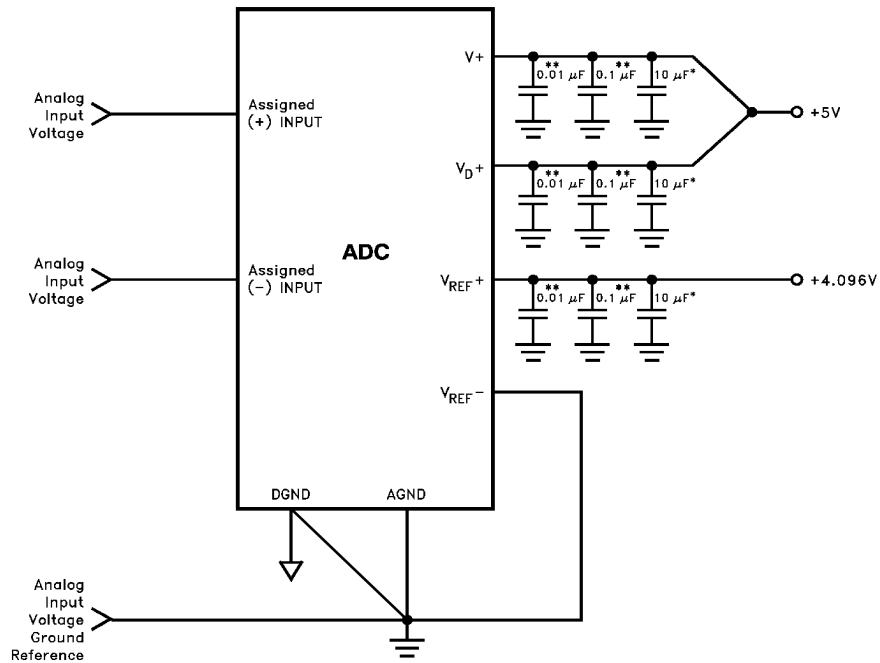 V+
** ** 
0.01 μF 0.1 μF 10 μF*
+5V
Analog
Input
Voltage
Assigned
(+) INPUT
VD+
** **
0.01 μF 0.1 μF 10 μF*
ADC
Analog
Input
Voltage
Assigned
(−) INPUT
VREF+
** **
0.01 μF 0.1 μF 10 μF*
+4.096V
VREF−
DGND AGND
Analog
Input
Voltage
Ground
Reference